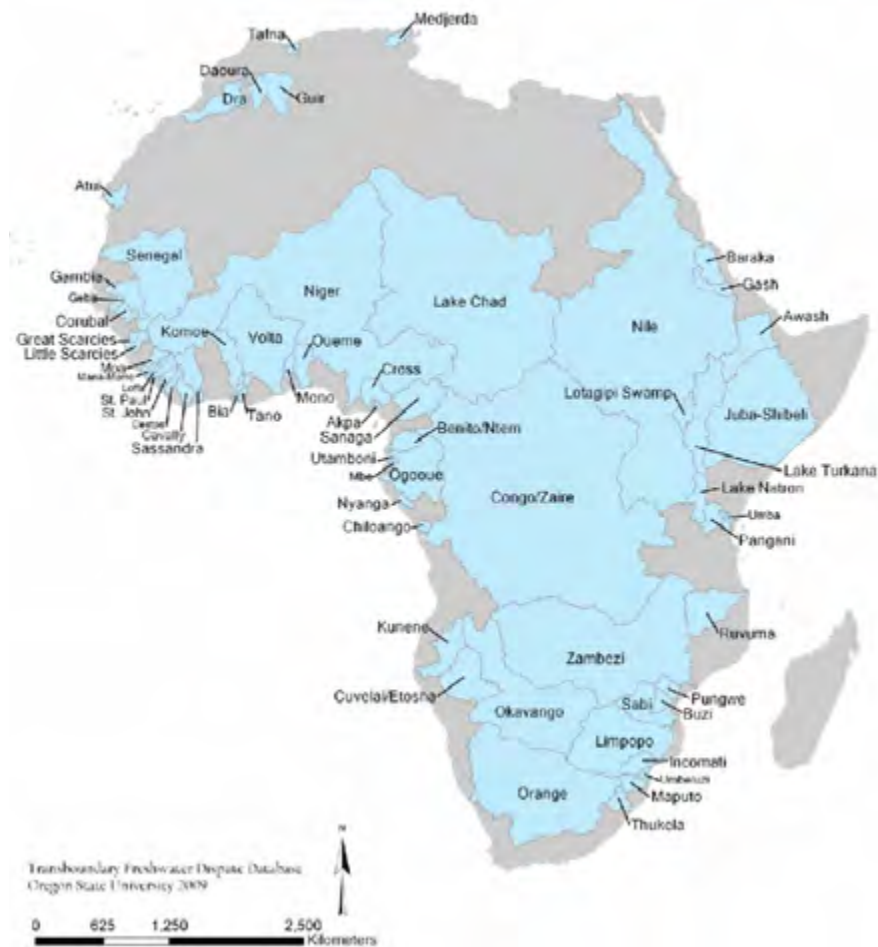 Medjerda
Tafna
Daoura
Dra
Guir
Atui
Senegal
Gambia
Geba
Corubal
Great Scarcies
Little Scarcies
Moa
Mana-Morro
Lofa
St. Paul
St. John
Cestos
Cavally
Sassandra
Komoe
Bia
Tano
Volta
Mono
Oueme
Niger
Lake Chad
Cross
Akpa
Sanaga
Benito/Ntem
Utamboni
Mbe
Ogooue
Nyanga
Chiloango
Congo/Zaire
Nile
Baraka
Gash
Awash
Lotagipi Swamp
Juba-Shibeli
Lake Turkana
Lake Natron
Umba
Pangani
Ruvuma
Kunene
Cuvelai/Etosha
Zambezi
Okavango
Sabi
Pungwe
Buzi
Limpopo
Incomati
Umbeluzi
Maputo
Orange
Thukela
N
Transboundary Freshwater Dispute Database
Oregon State University 2009
0 625 1,250 2,500
Kilometers